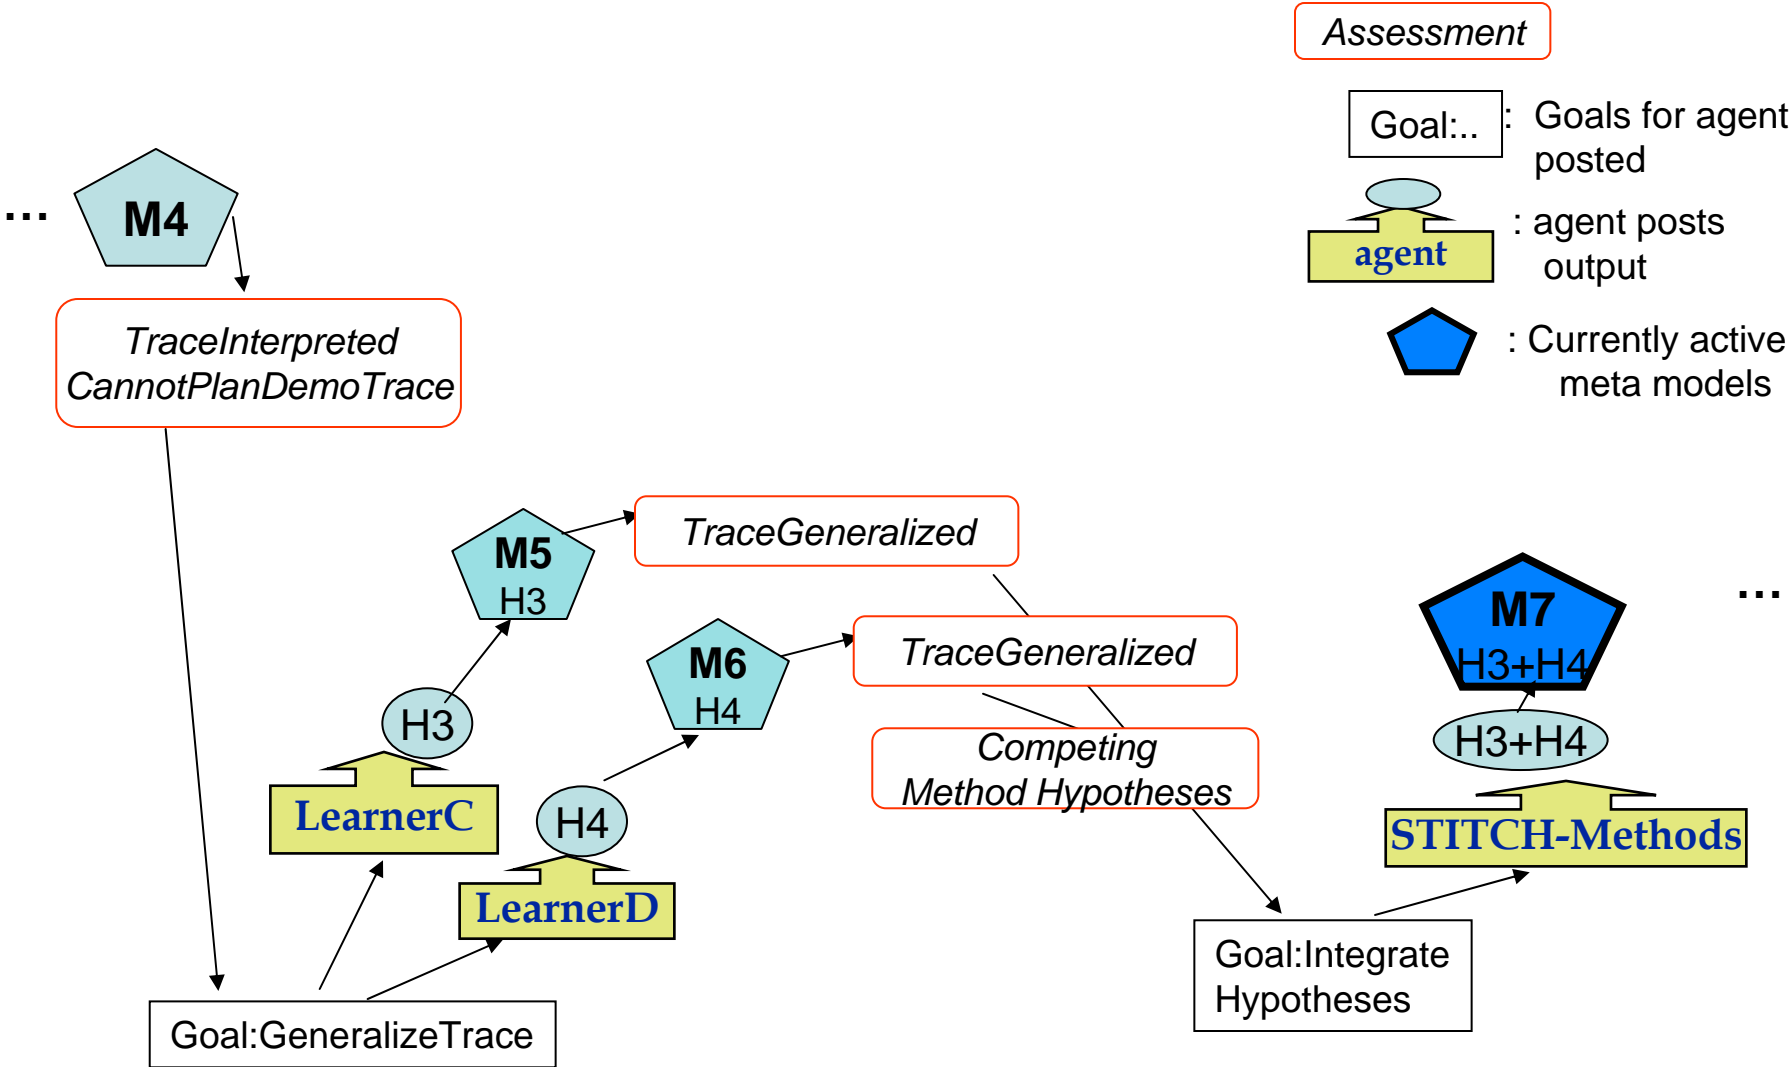 Assessment
Goal:..
: Goals for agent
posted
agent
: agent posts
output
: Currently active
meta models
...
M4
TraceInterpreted
CannotPlanDemoTrace
M5
H3
TraceGeneralized
M6
H4
TraceGeneralized
Competing
Method Hypotheses
H3
LearnerC
H4
LearnerD
Goal:GeneralizeTrace
Goal:Integrate
Hypotheses
M7
H3+H4
...
H3+H4
STITCH-Methods